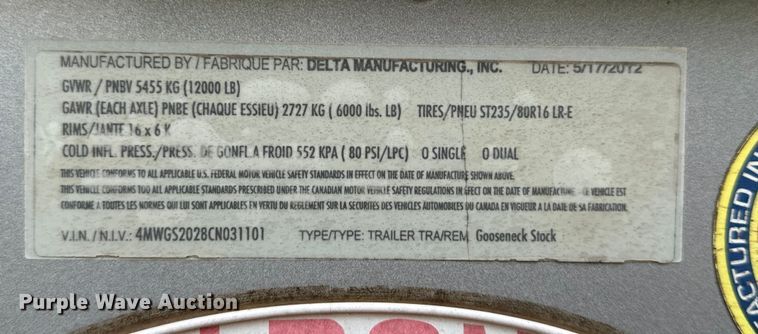 MANUFACTURED BY / FABRIQUE PAR: DELTA MANUFACTURING., INC. DATE: 5/17/2012
GVWR / PNBV 5455 KG (12000 LB)
GAWR (EACH AXLE) PNBE (CHAQUE ESSIEU) 2727 KG ( 6000 lbs. LB) TIRES/PNEU ST235/80R16 LR-E
RIMS/JANTE 16 x 6 K
COLD INFL. PRESS./PRESS. DE GONFL.A FROID 552 KPA ( 80 PSI/LPC) O SINGLE O DUAL
THIS VEHICLE CONFORMS TO ALL APPLICABLE U.S. FEDERAL MOTOR VEHICLE SAFETY STANDARDS IN EFFECT ON THE DATE OF MANUFACTURE SHOWN ABOVE.
THIS VEHICLE CONFORMS TOO ALL APPLICABLE STANDARDS PRESCRIBED UNDER THE CANADIAN MOTOR VEHICLE SAFETY REGULATIONS IN EFECT ON THE DATE OF MANUFACTURE LE VEHICLE EST
CONFORME A TOUTES LES NORMES QUI LUI SONT APPLICABLES EN VERTU DU REGLEMENT SUR LA SECURITES DES VEHICLES AUTOMOBILES DU CANADA EN VIGUEUR A LA DATE DE SA FABRICATION.
V.I.N. / N.I.V.: 4MWGS2028CN031101 TYPE/TYPE: TRAILER TRA/REM Gooseneck Stock
ACTURED IN
Purple Wave Auction